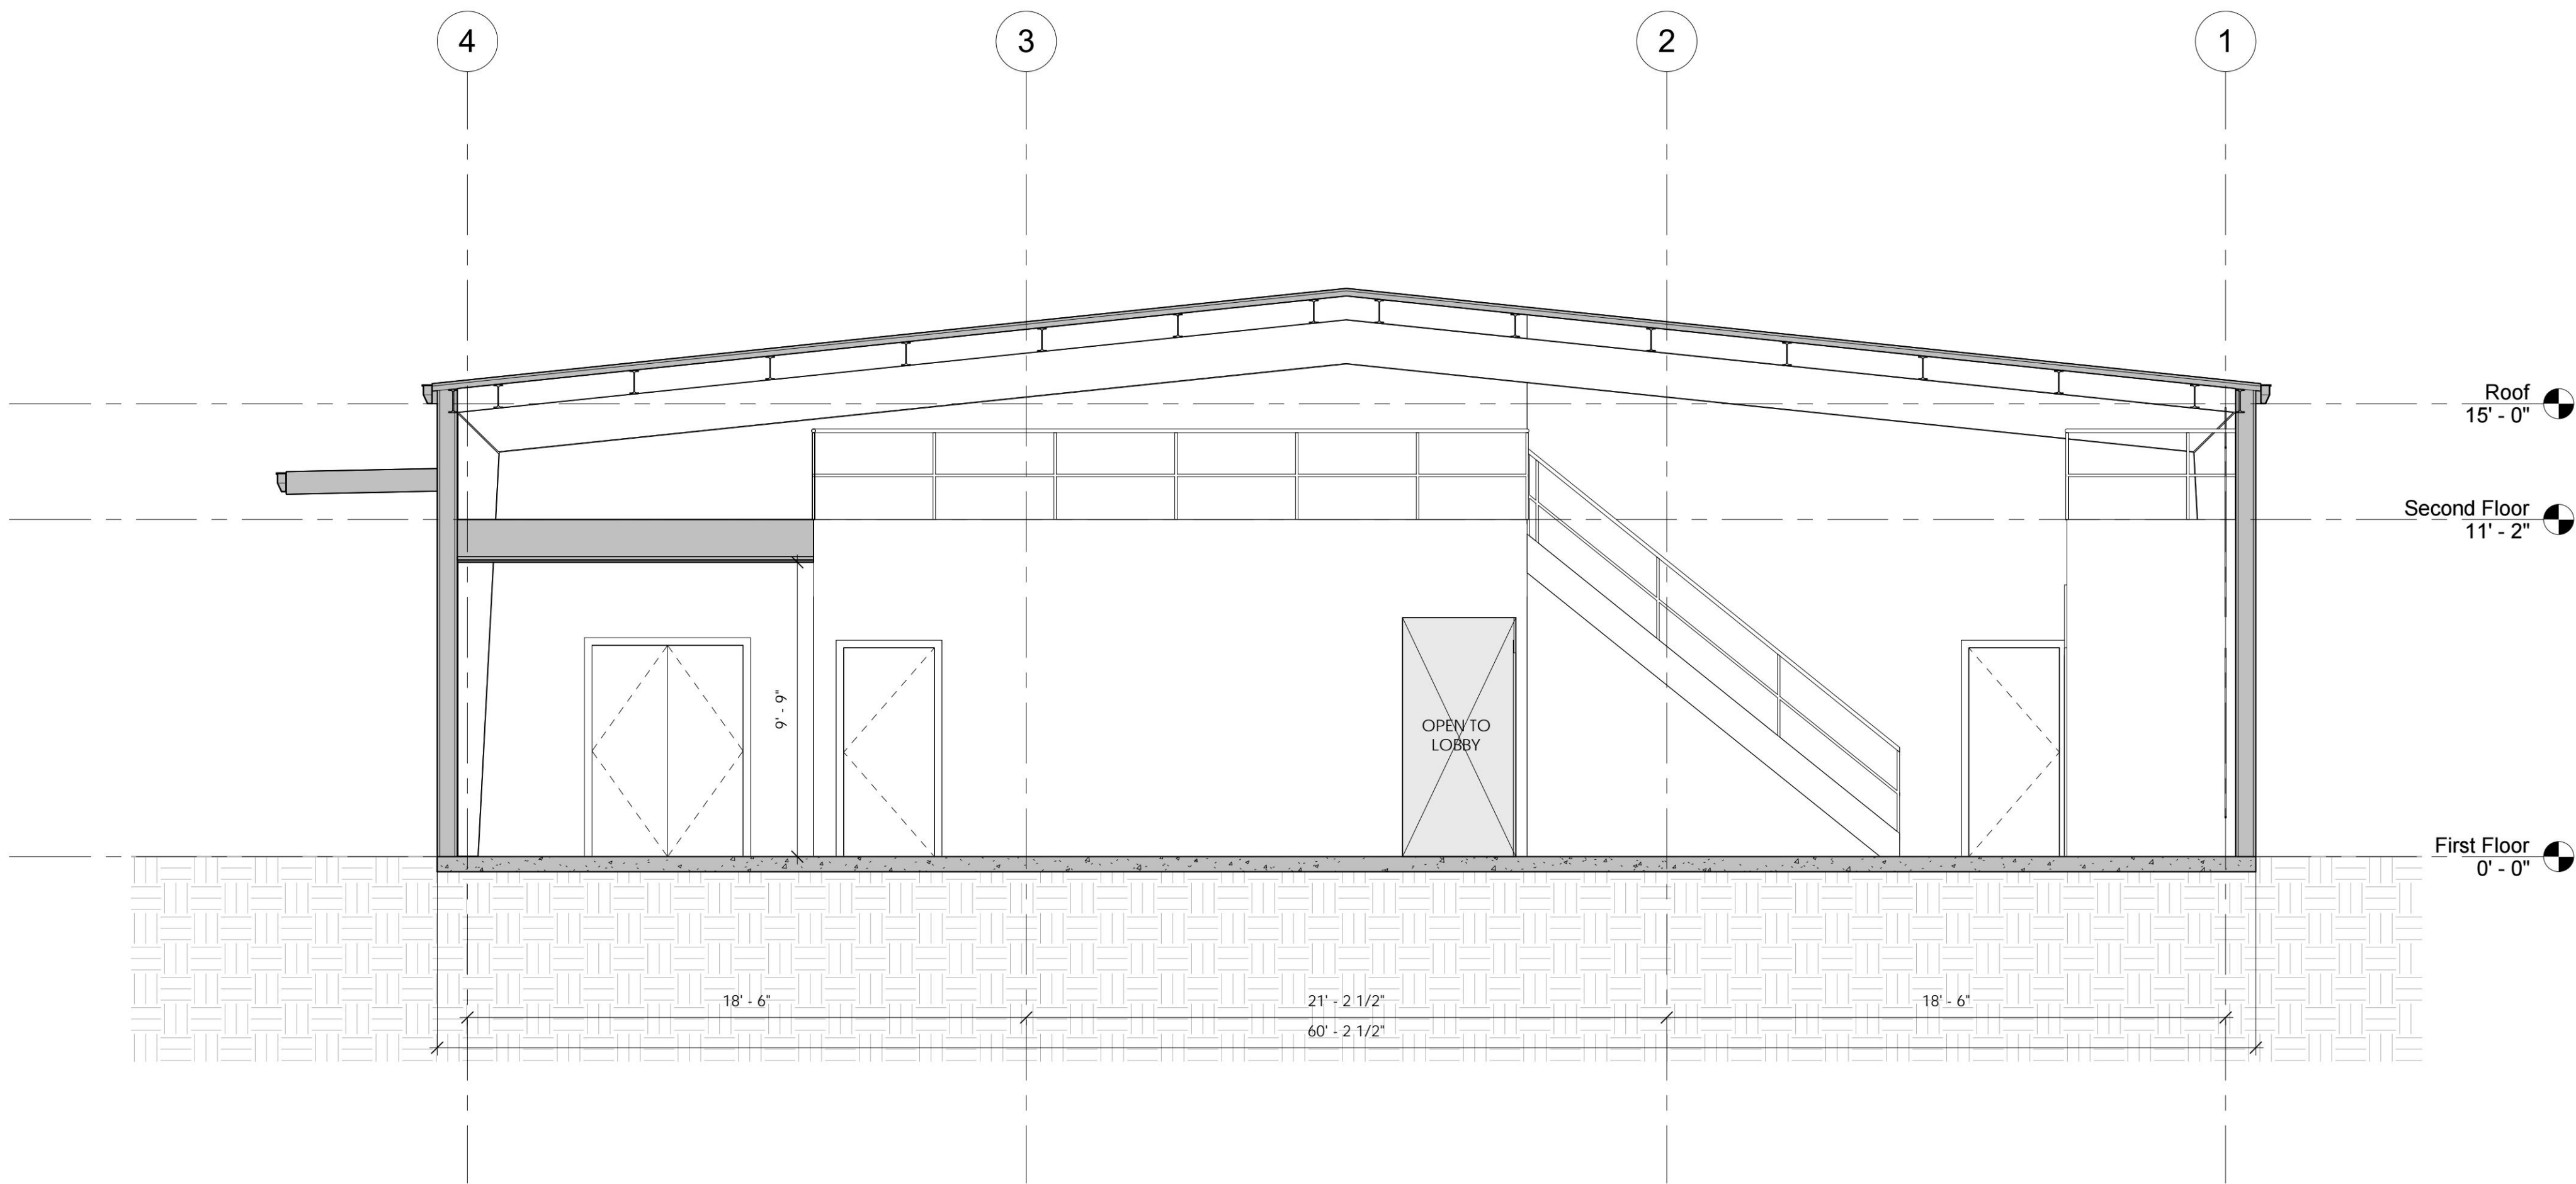 4
3
2
1
Roof
15' - 0"
Second Floor
11' - 2"
9' - 9"
OPEN TO
LOBBY
First Floor
0' - 0"
18' - 6"
21' - 2 1/2"
18' - 6"
60' - 2 1/2"